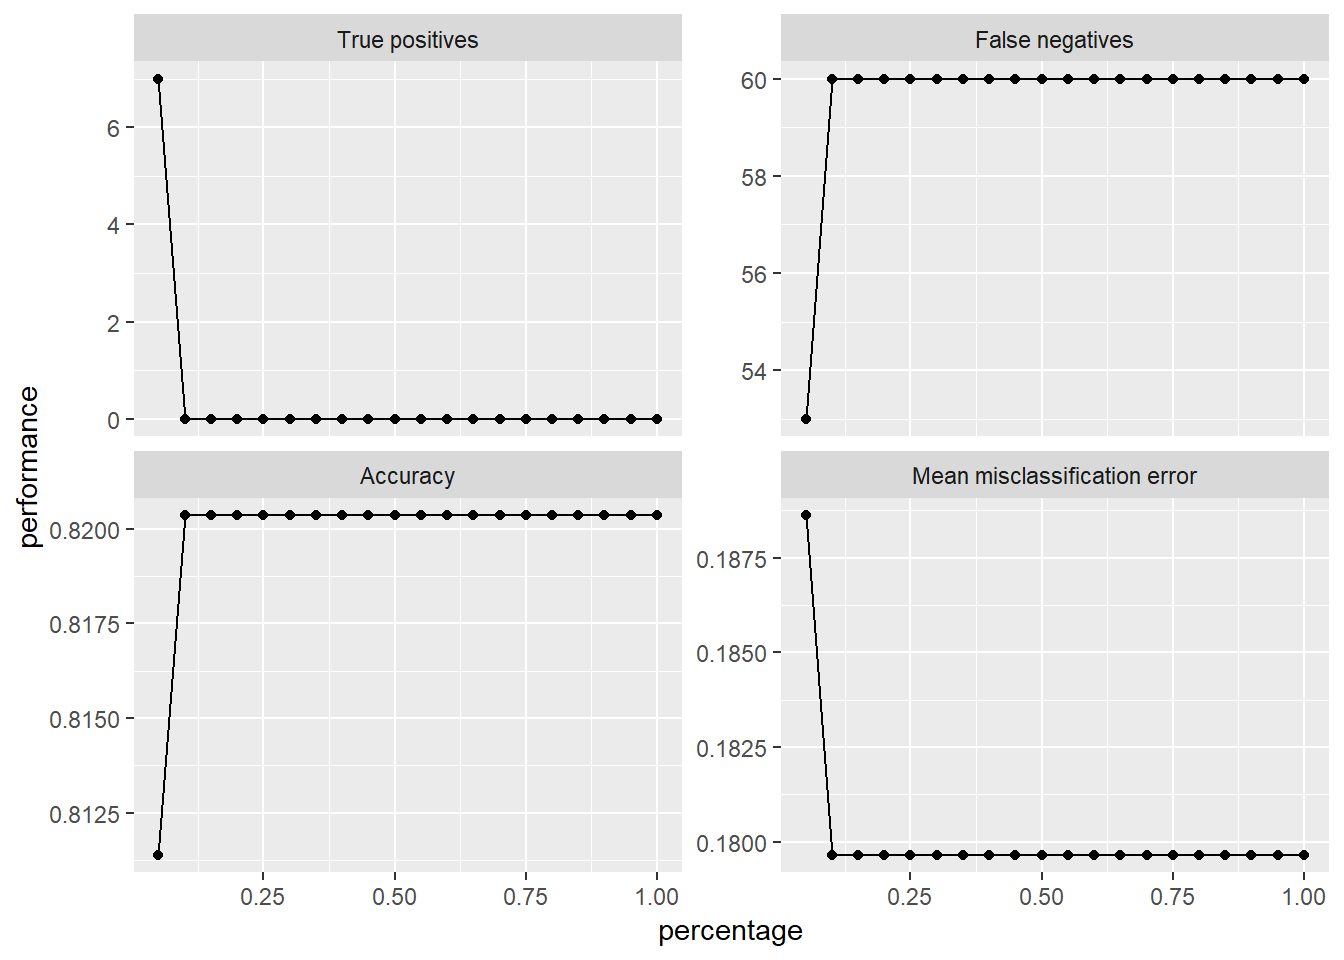 True positives
False negatives
6
4
2
0
60
58
56
54
performance
Accuracy
Mean misclassification error
0.8200
0.8175
0.8150
0.8125
0.1875
0.1850
0.1825
0.1800
0.25 0.50 0.75 1.00
0.25 0.50 0.75 1.00
percentage